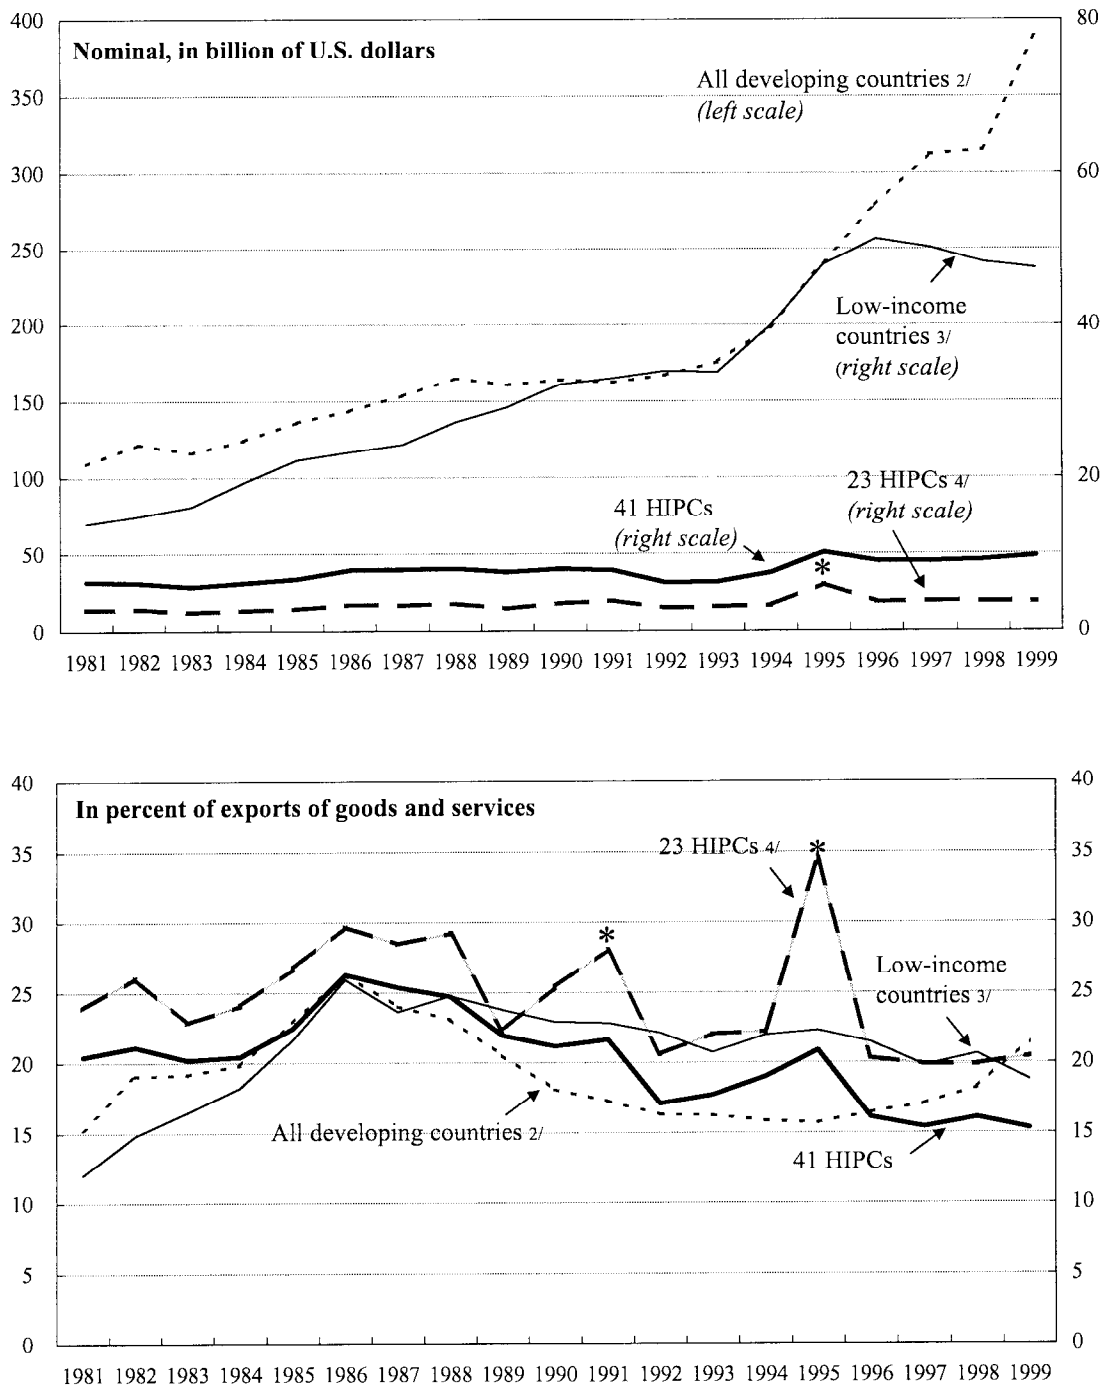 Nominal, in billion of U.S. dollars
All developing countries 2/
(left scale)
Low-income
countries 3/
(right scale)
41 HIPCs
(right scale)
23 HIPCs 4/
(right scale)
*
400
350
300
250
200
150
100
50
0
80
60
40
20
0
1981 1982 1983 1984 1985 1986 1987 1988 1989 1990 1991 1992 1993 1994 1995 1996 1997 1998 1999
In percent of exports of goods and services
23 HIPCs 4/
*
*
Low-income
countries 3/
All developing countries 2/
41 HIPCs
40
35
30
25
20
15
10
5
0
40
35
30
25
20
15
10
5
0
1981 1982 1983 1984 1985 1986 1987 1988 1989 1990 1991 1992 1993 1994 1995 1996 1997 1998 1999